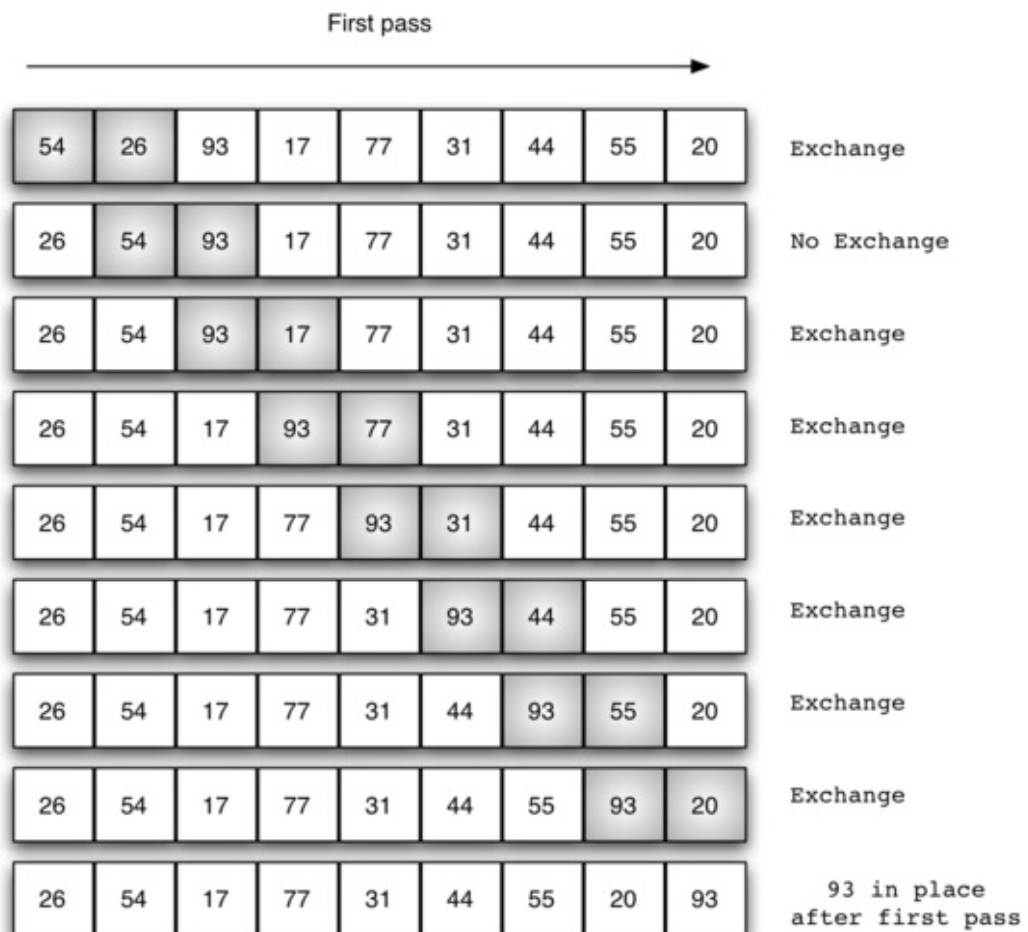 First pass
54 26 93 17 77 31 44 55 20 Exchange
26 54 93 17 77 31 44 55 20 No Exchange
26 54 93 17 77 31 44 55 20 Exchange
26 54 17 93 77 31 44 55 20 Exchange
26 54 17 77 93 31 44 55 20 Exchange
26 54 17 77 31 93 44 55 20 Exchange
26 54 17 77 31 44 93 55 20 Exchange
26 54 17 77 31 44 55 93 20 Exchange
26 54 17 77 31 44 55 20 93 93 in place
after first pass